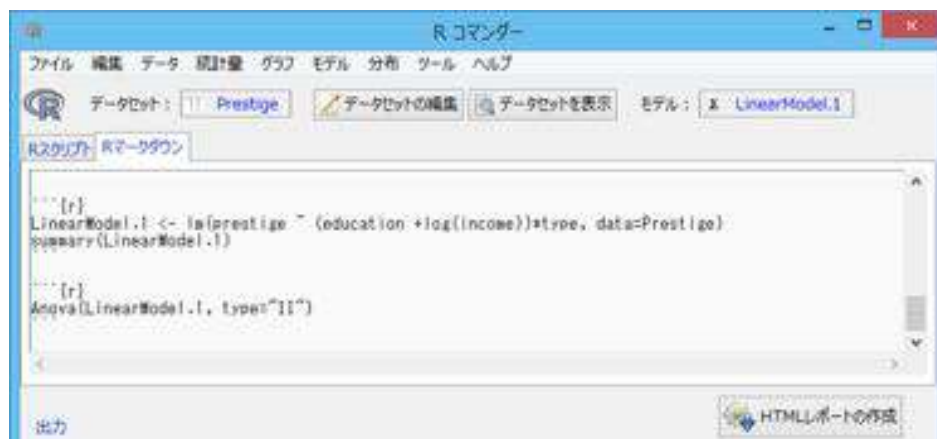 R コマンダー
ファイル 編集 データ 統計量 グラフ モデル 分布 ツール ヘルプ
データセット： Prestige データセットの編集 データセットを表示 モデル： Σ LinearModel.1
Rスクリプト Rマークダウン
```{r}
LinearModel.1 <- lm(prestige ~ (education +log(income))*type, data=Prestige)
summary(LinearModel.1)
```
```{r}
Anova(LinearModel.1, type="II")
出力
HTMLレポートの作成